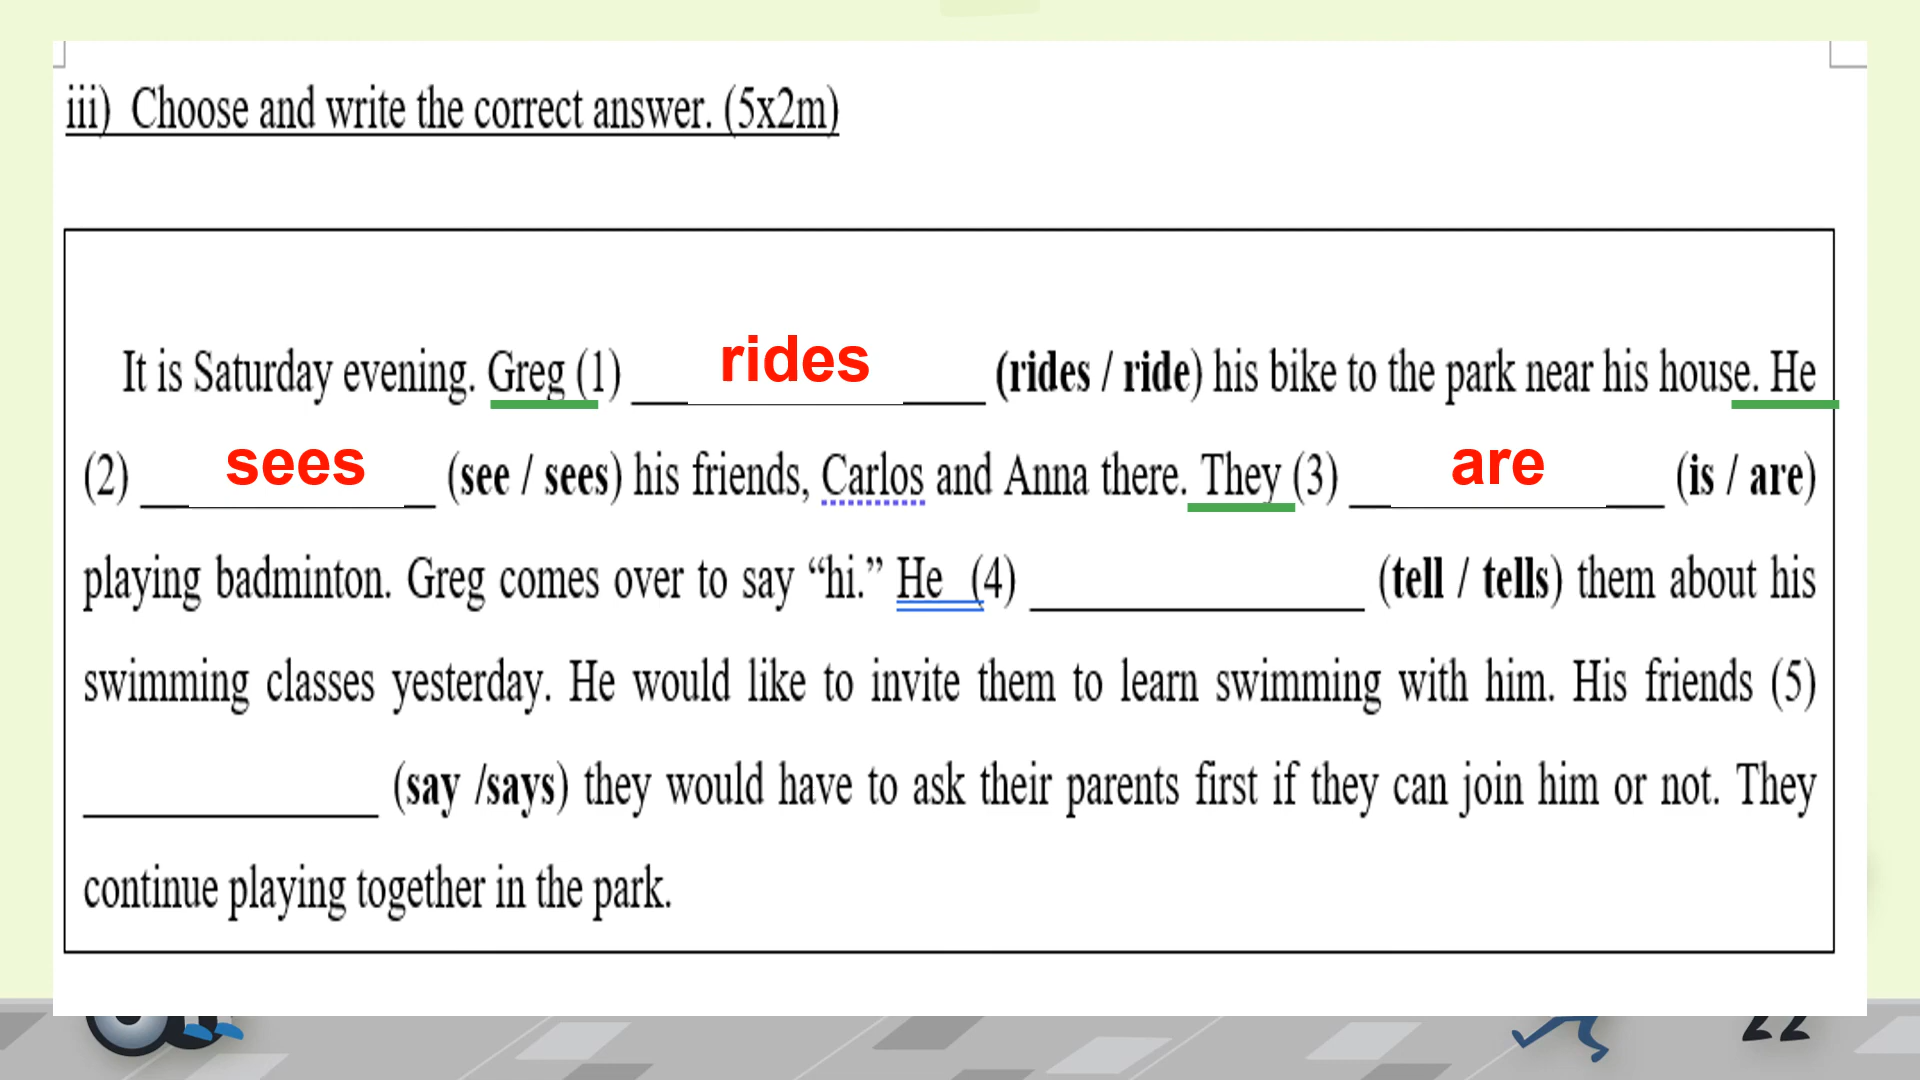 iii) Choose and write the correct answer. (5x2m)
It is Saturday evening. Greg (1) ____rides____ (rides / ride) his bike to the park near his house. He
(2) ____sees____ (see / sees) his friends, Carlos and Anna there. They (3) ____are____ (is / are)
playing badminton. Greg comes over to say “hi.” He (4) ____________ (tell / tells) them about his
swimming classes yesterday. He would like to invite them to learn swimming with him. His friends (5)
____________ (say /says) they would have to ask their parents first if they can join him or not. They
continue playing together in the park.